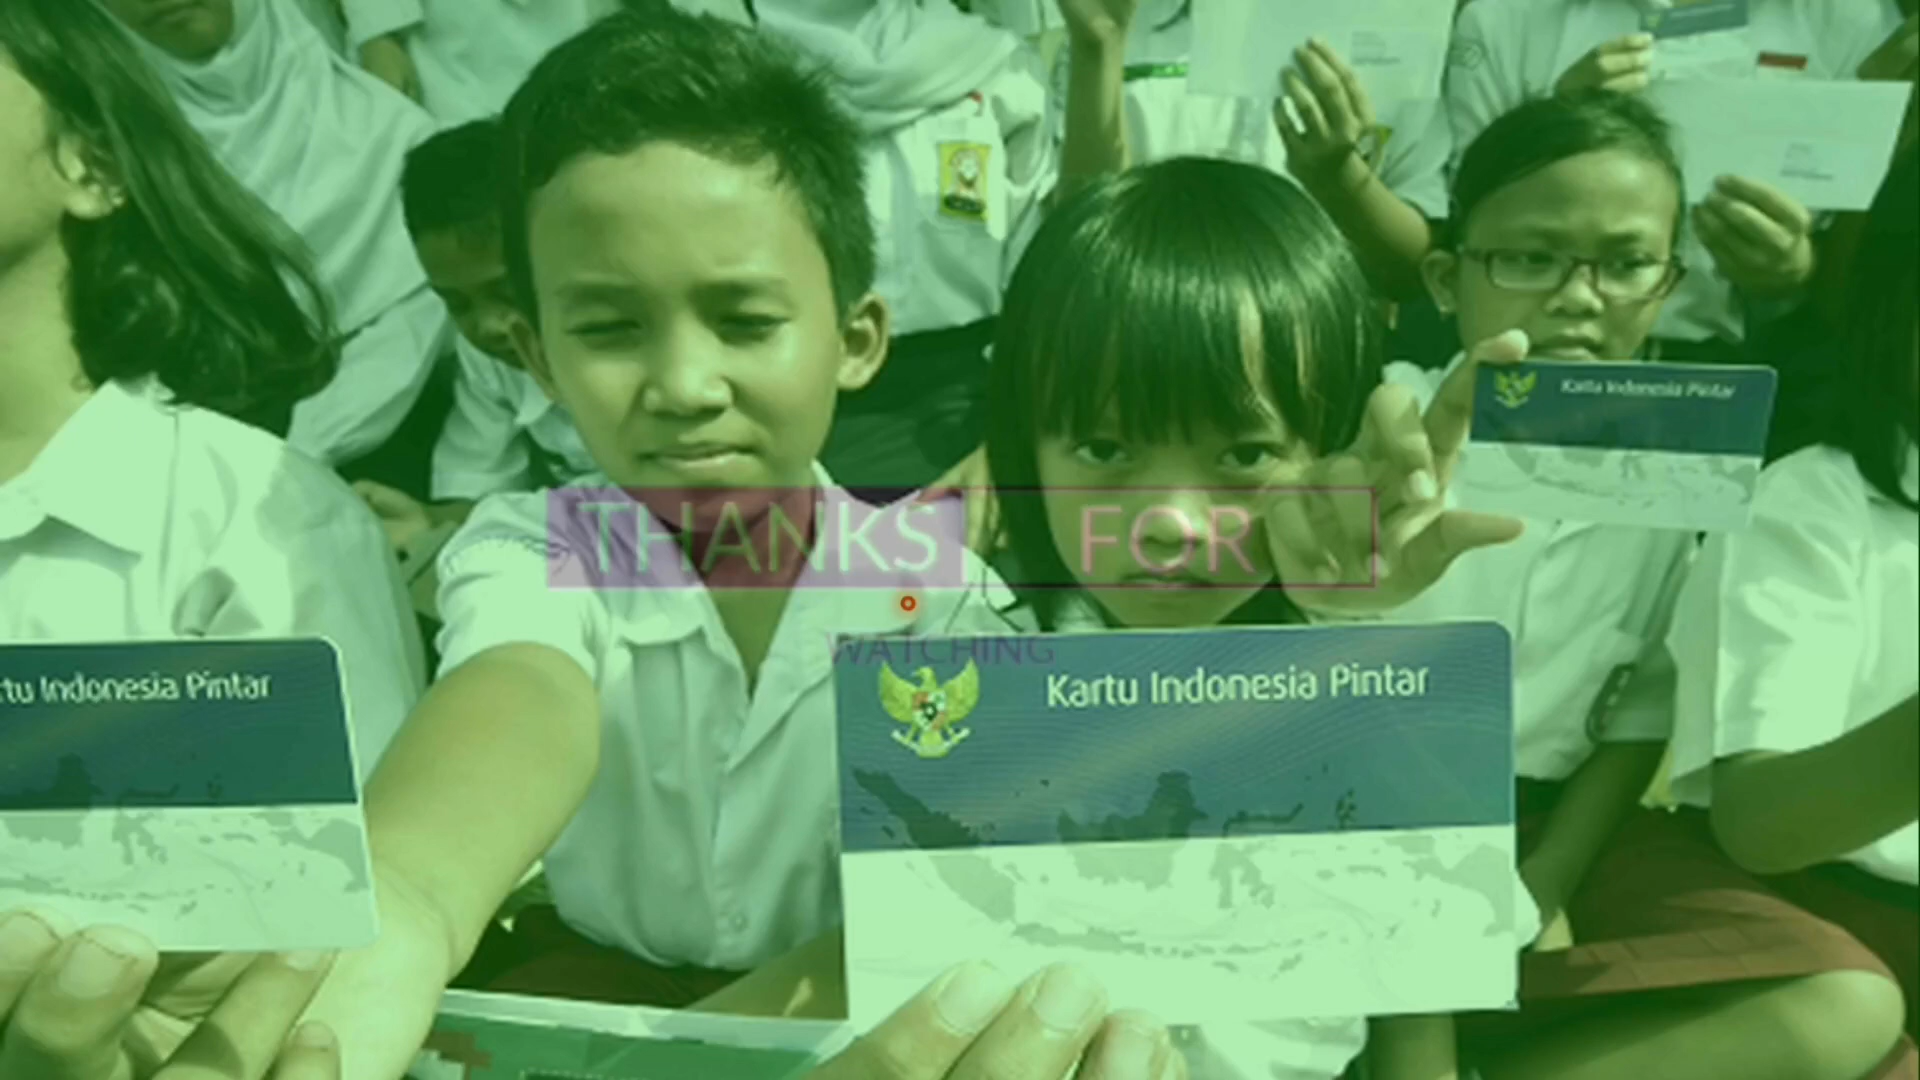 Kartu Indonesia Pintar
THANKS FOR
WATCHING
rtu Indonesia Pintar
Kartu Indonesia Pintar